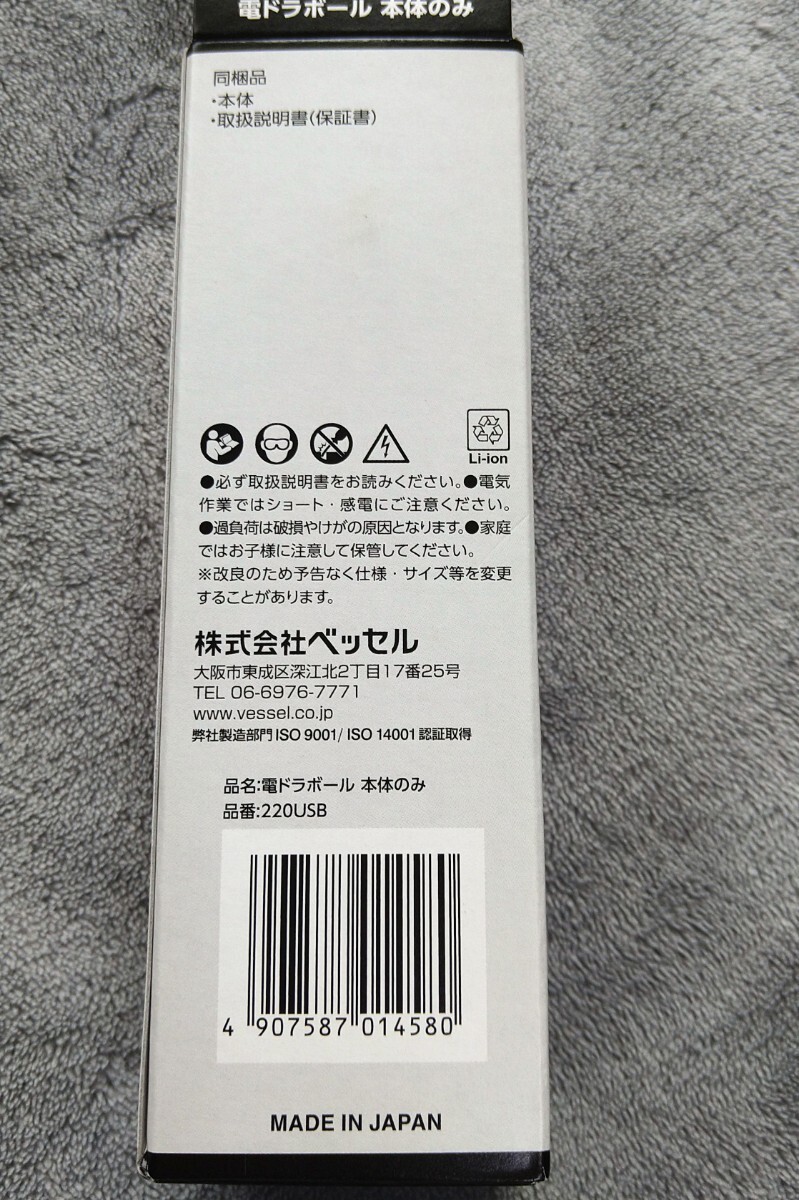 電ドラボール 本体のみ
同梱品
・本体
・取扱説明書(保証書)
Li-ion
●必ず取扱説明書をお読みください。●電気
作業ではショート・感電にご注意ください。
●過負荷は破損やけがの原因となります。●家庭
ではお子様に注意して保管してください。
※改良のため予告なく仕様・サイズ等を変更
することがあります。
株式会社ベッセル
大阪市東成区深江北2丁目17番25号
TEL 06-6976-7771
www.vessel.co.jp
弊社製造部門 ISO 9001/ ISO 14001 認証取得
品名:電ドラボール 本体のみ
品番:220USB
4 907587 014580
MADE IN JAPAN